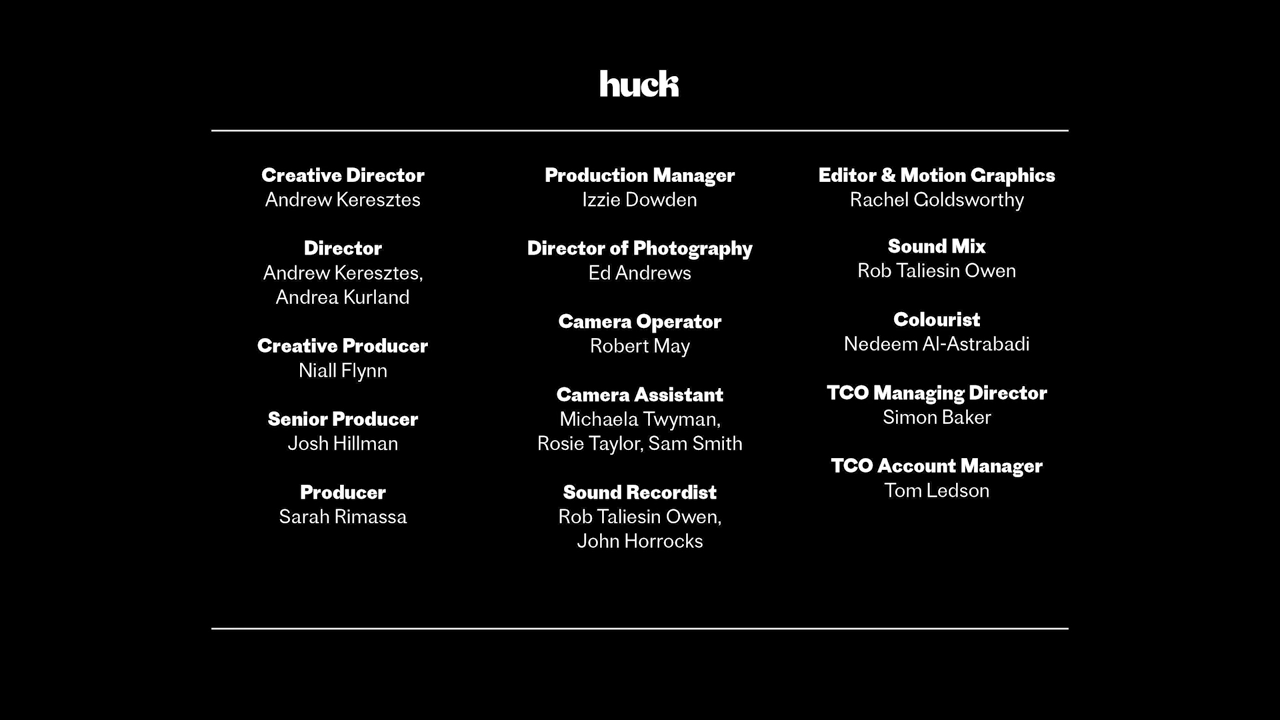 huck
Creative Director
Andrew Keresztes
Director
Andrew Keresztes,
Andrea Kurland
Creative Producer
Niall Flynn
Senior Producer
Josh Hillman
Producer
Sarah Rimassa
Production Manager
Izzie Dowden
Director of Photography
Ed Andrews
Camera Operator
Robert May
Camera Assistant
Michaela Twyman,
Rosie Taylor, Sam Smith
Sound Recordist
Rob Taliesin Owen,
John Horrocks
Editor & Motion Graphics
Rachel Goldsworthy
Sound Mix
Rob Taliesin Owen
Colourist
Nedeem Al-Astrabadi
TCO Managing Director
Simon Baker
TCO Account Manager
Tom Ledson